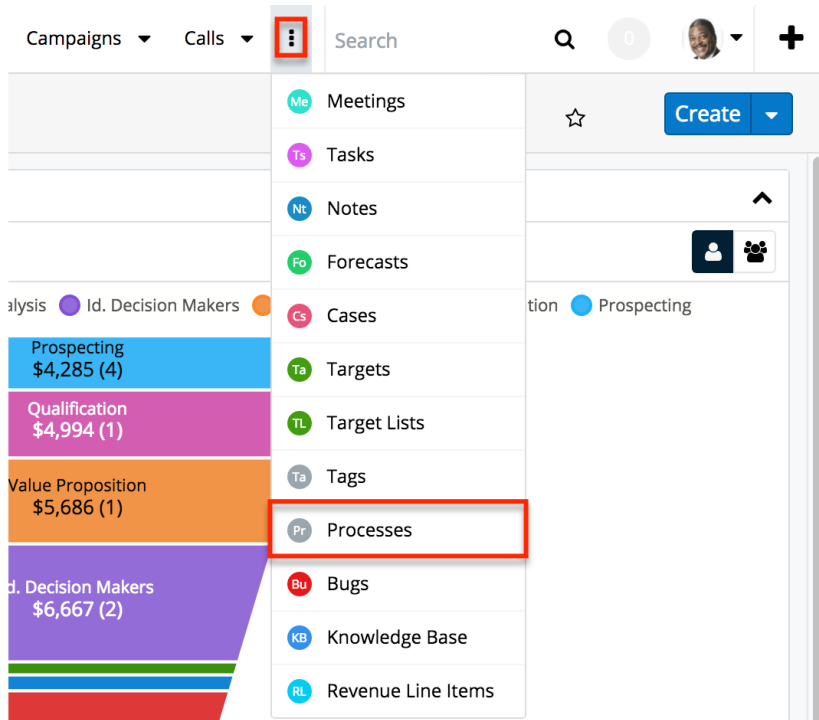 Campaigns
Calls
Search
0
Me Meetings
Create
Ts Tasks
Nt Notes
Fo Forecasts
alysis
Id. Decision Makers
tion
Prospecting
Cs Cases
Prospecting
$4,285 (4)
Ta Targets
Qualification
$4,994 (1)
TL Target Lists
Ta Tags
Value Proposition
$5,686 (1)
Pr Processes
Bu Bugs
d. Decision Makers
$6,667 (2)
KB Knowledge Base
RL Revenue Line Items